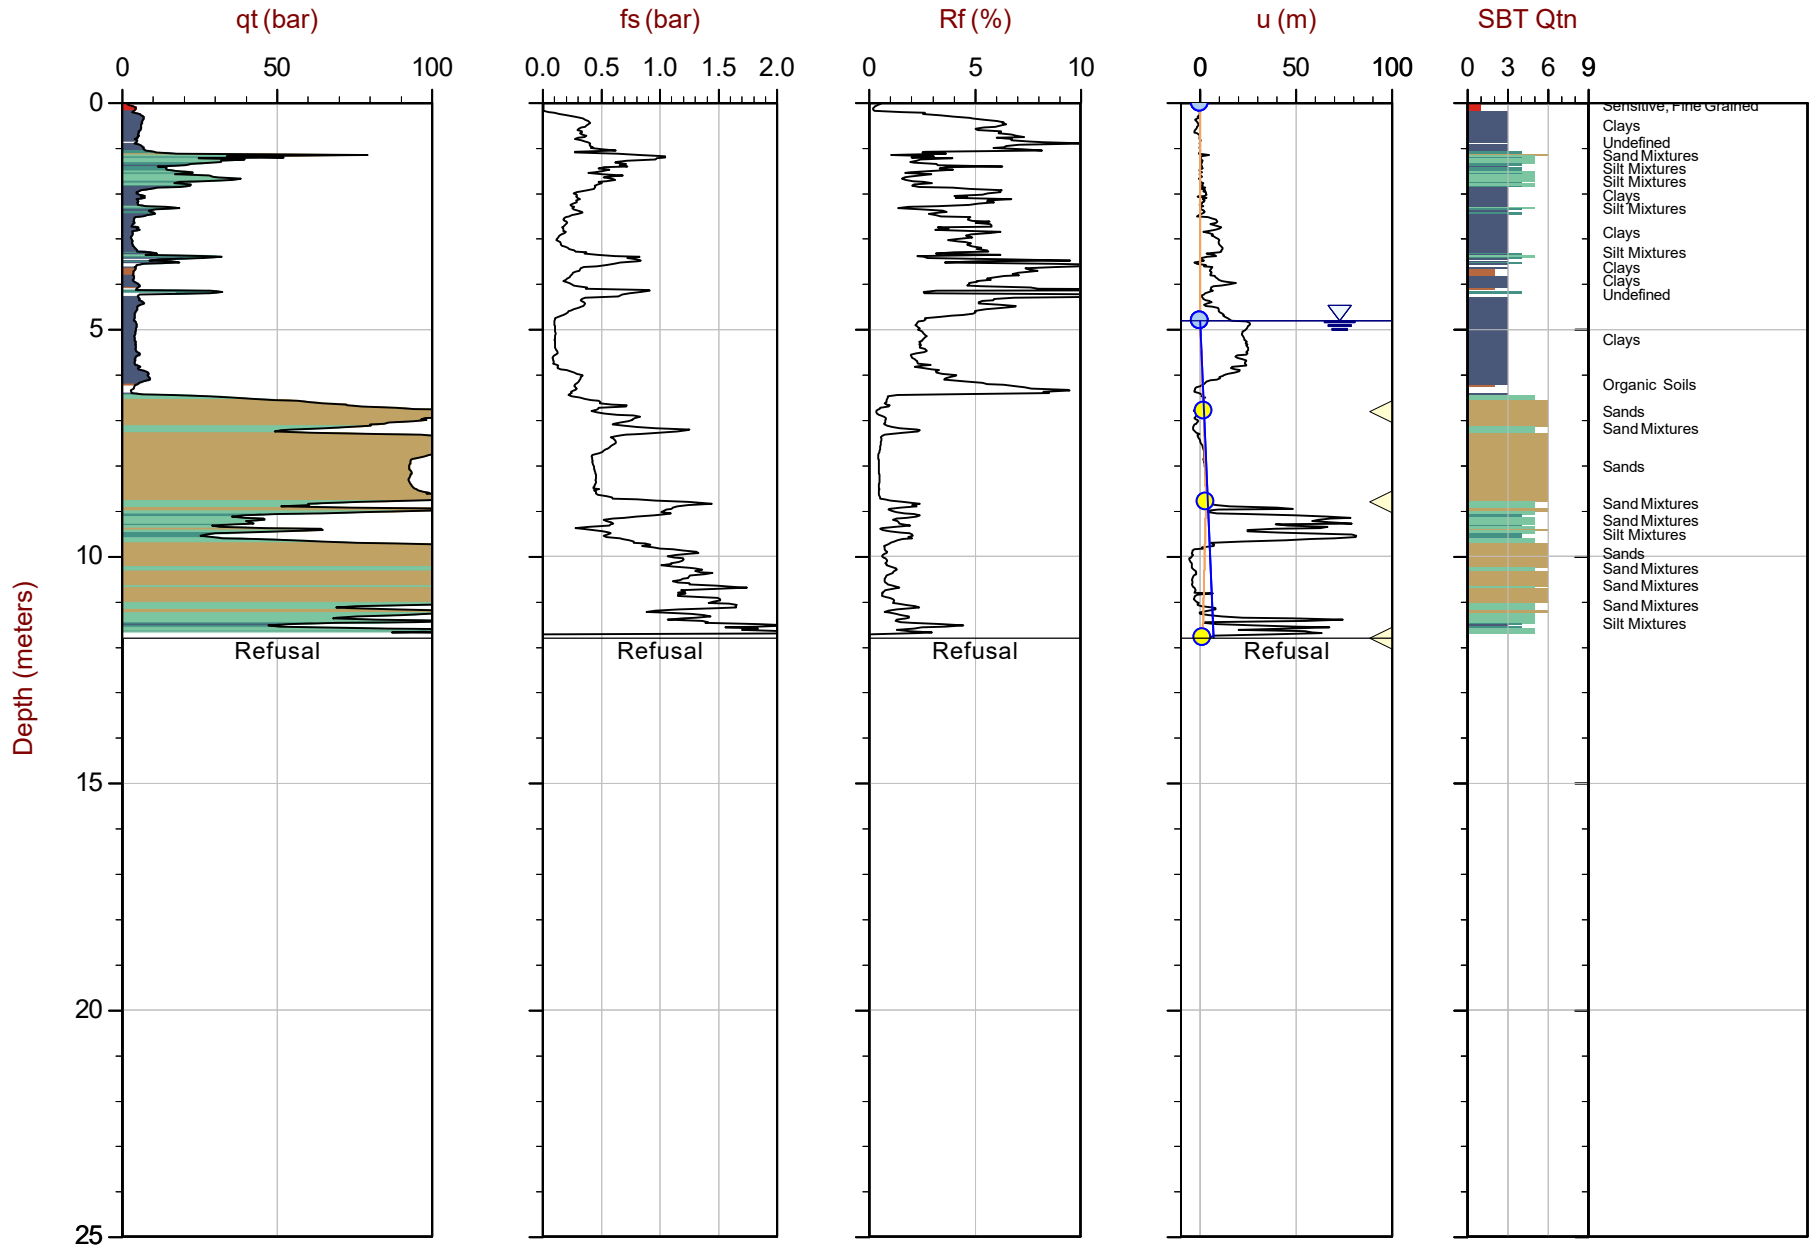 qt (bar) fs (bar) Rf (%) u (m) SBT Qtn
0 50 100 0.0 0.5 1.0 1.5 2.0 0 5 10 0 50 100 0 3 6 9
0
Sensitive, Fine Grained
Clays
Undefined
Sand Mixtures
Silt Mixtures
Silt Mixtures
Clays
Silt Mixtures
Clays
Silt Mixtures
Clays
Clays
Undefined
5
Clays
Organic Soils
Sands
Sand Mixtures
Sands
Sand Mixtures
Sand Mixtures
Silt Mixtures
10
Sands
Sand Mixtures
Sand Mixtures
Sand Mixtures
Silt Mixtures
Refusal Refusal Refusal Refusal
Depth (meters)
15
20
25